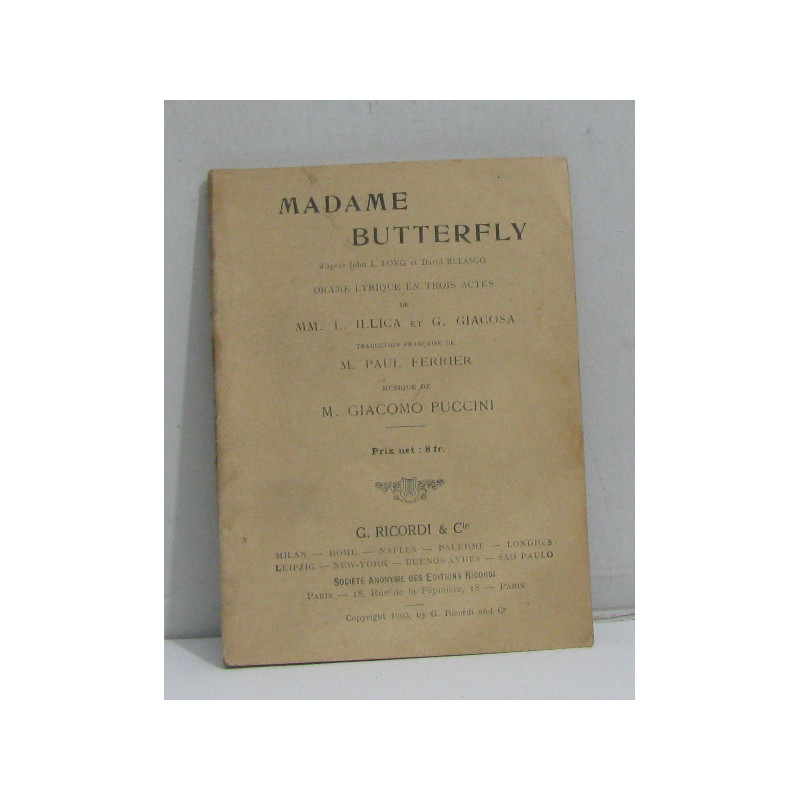 MADAME
BUTTERFLY
d'après John L. LONG et David BELASCO
DRAME LYRIQUE EN TROIS ACTES
DE
MM. L. ILLICA ET G. GIACOSA
TRADUCTION FRANÇAISE DE
M. PAUL FERRIER
MUSIQUE DE
M. GIACOMO PUCCINI
Prix net : 8 fr.
G. RICORDI & Cie
MILAN — ROME — NAPLES — PALERME — LONDRES
LEIPZIG — NEW-YORK — BUENOS-AYRES — SAO PAULO
SOCIÉTÉ ANONYME DES EDITIONS RICORDI
PARIS — 18, Rue de la Pépinière, 18 — PARIS
Copyright by G. Ricordi and Co